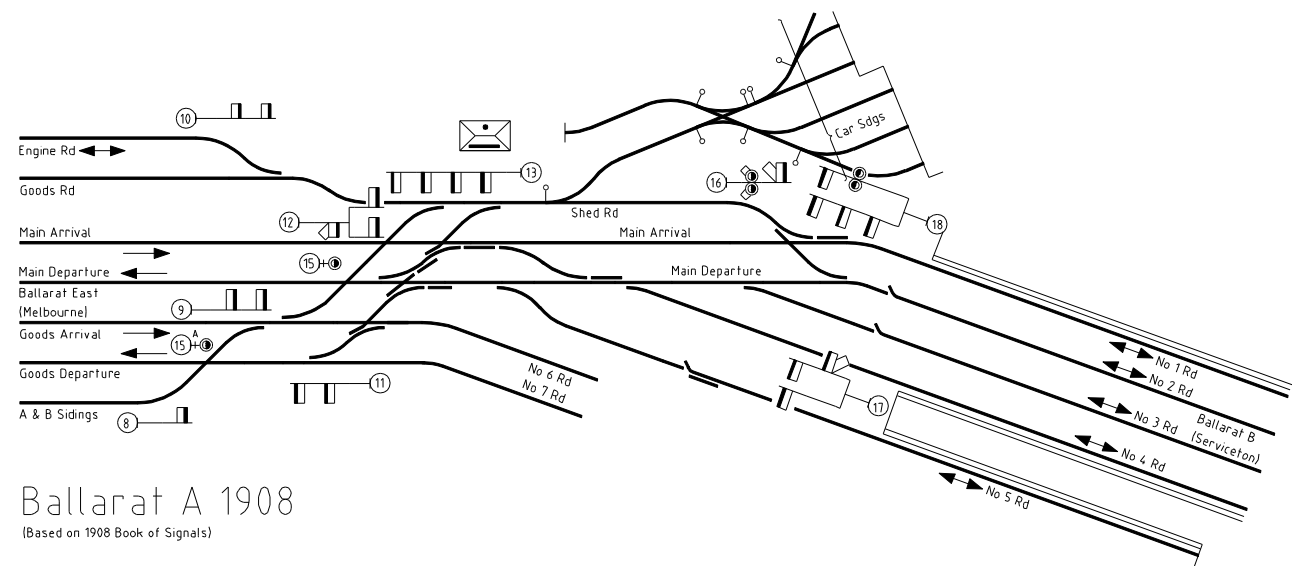 10
Engine Rd
Goods Rd
13
12
16
18
Car Sdgs
Shed Rd
Main Arrival
Main Arrival
15
Main Departure
Main Departure
Ballarat East
(Melbourne)
9
Goods Arrival
A
15
Goods Departure
No 6 Rd
No 7 Rd
11
A & B Sidings
8
17
No 1 Rd
No 2 Rd
No 3 Rd
Ballarat B
(Serviceton)
No 4 Rd
No 5 Rd
Ballarat A 1908
(Based on 1908 Book of Signals)